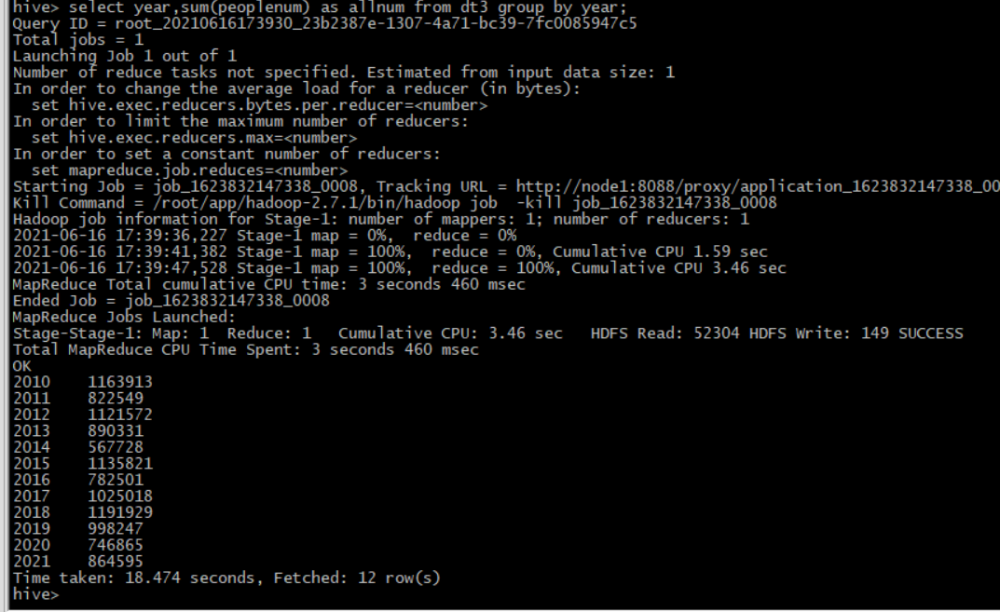 hive> select year,sum(peoplenum) as allnum from dt3 group by year;
Query ID = root_20210616173930_23b2387e-1307-4a71-bc39-7fc0085947c5
Total jobs = 1
Launching Job 1 out of 1
Number of reduce tasks not specified. Estimated from input data size: 1
In order to change the average load for a reducer (in bytes):
  set hive.exec.reducers.bytes.per.reducer=<number>
In order to limit the maximum number of reducers:
  set hive.exec.reducers.max=<number>
In order to set a constant number of reducers:
  set mapreduce.job.reduces=<number>
Starting Job = job_1623832147338_0008, Tracking URL = http://node1:8088/proxy/application_1623832147338_00
Kill Command = /root/app/hadoop-2.7.1/bin/hadoop job  -kill job_1623832147338_0008
Hadoop job information for Stage-1: number of mappers: 1; number of reducers: 1
2021-06-16 17:39:36,227 Stage-1 map = 0%,  reduce = 0%
2021-06-16 17:39:41,382 Stage-1 map = 100%,  reduce = 0%, Cumulative CPU 1.59 sec
2021-06-16 17:39:47,528 Stage-1 map = 100%,  reduce = 100%, Cumulative CPU 3.46 sec
MapReduce Total cumulative CPU time: 3 seconds 460 msec
Ended Job = job_1623832147338_0008
MapReduce Jobs Launched:
Stage-Stage-1: Map: 1  Reduce: 1   Cumulative CPU: 3.46 sec   HDFS Read: 52304 HDFS Write: 149 SUCCESS
Total MapReduce CPU Time Spent: 3 seconds 460 msec
OK
2010    1163913
2011    822549
2012    1121572
2013    890331
2014    567728
2015    1135821
2016    782501
2017    1025018
2018    1191929
2019    998247
2020    746865
2021    864595
Time taken: 18.474 seconds, Fetched: 12 row(s)
hive>